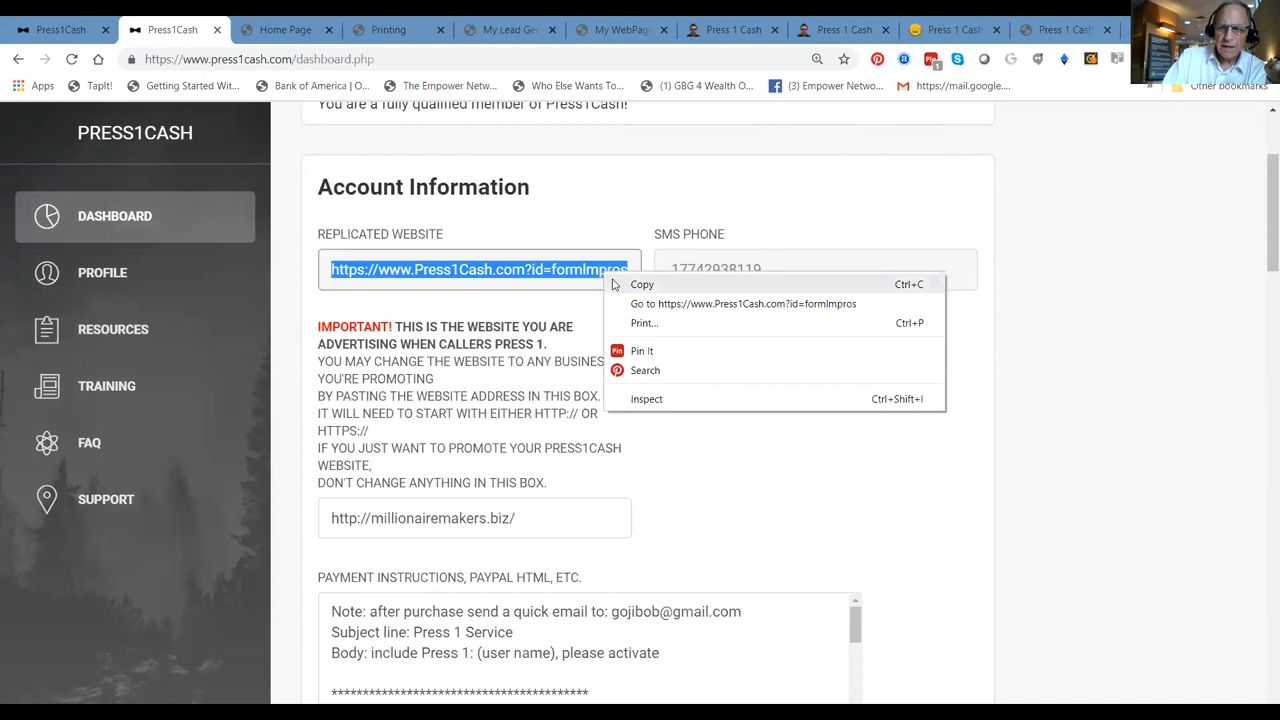 Press1Cash
Press1Cash
Home Page
Printing
My Lead Ger
My WebPag
Press 1 Cash
Press 1 Cash
Press 1 Cash
Press 1 Cash
https://www.press1cash.com/dashboard.php
Apps
TapIt!
Getting Started Wit...
Bank of America | O...
The Empower Netw...
Who Else Wants To...
(1) GBG 4 Wealth O...
(3) Empower Netwo...
https://mail.google....
»
Other bookmarks
You are a fully qualified member of Press1Cash!
PRESS1CASH
DASHBOARD
PROFILE
RESOURCES
TRAINING
FAQ
SUPPORT
Account Information
REPLICATED WEBSITE
SMS PHONE
https://www.Press1Cash.com?id=formImpros
17742938119
Copy Ctrl+C
Go to https://www.Press1Cash.com?id=formImpros
Print... Ctrl+P
Pin It
Search
Inspect Ctrl+Shift+I
IMPORTANT! THIS IS THE WEBSITE YOU ARE
ADVERTISING WHEN CALLERS PRESS 1.
YOU MAY CHANGE THE WEBSITE TO ANY BUSINES
YOU'RE PROMOTING
BY PASTING THE WEBSITE ADDRESS IN THIS BOX.
IT WILL NEED TO START WITH EITHER HTTP:// OR
HTTPS://
IF YOU JUST WANT TO PROMOTE YOUR PRESS1CASH
WEBSITE,
DON'T CHANGE ANYTHING IN THIS BOX.
http://millionairemakers.biz/
PAYMENT INSTRUCTIONS, PAYPAL HTML, ETC.
Note: after purchase send a quick email to: gojibob@gmail.com
Subject line: Press 1 Service
Body: include Press 1: (user name), please activate
*****************************************